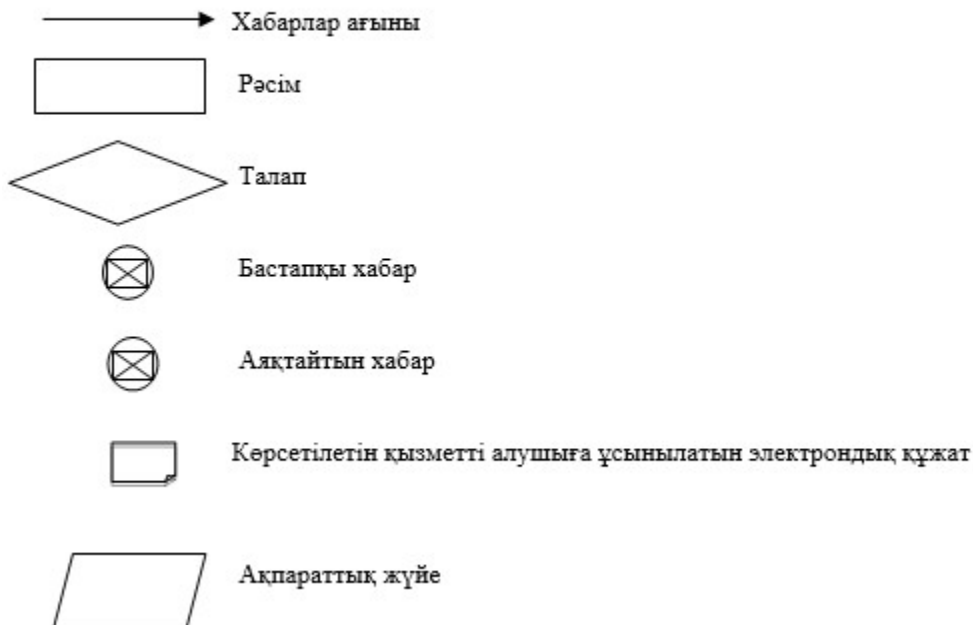 Хабарлар ағыны
Рәсім
Талап
Бастапқы хабар
Аяқтайтын хабар
Көрсетілетін қызметті алушыға ұсынылатын электрондық құжат
Ақпараттық жүйе